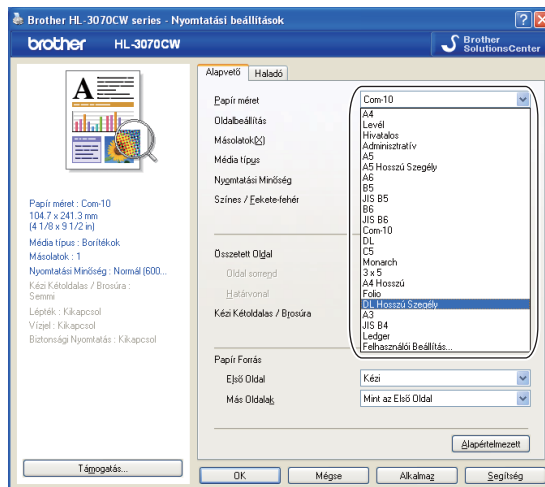 Brother HL-3070CW series - Nyomtatási beállítások
brother HL-3070CW
Brother
SolutionsCenter
A
Papír méret : Com-10
104.7 x 241.3 mm
(4 1/8 x 9 1/2 in)
Média típus : Borítékok
Másolatok : 1
Nyomtatási Minőség : Normál (600...
Kézi Kétoldalas / Brosúra :
Semmi
Lépték : Kikapcsol
Vízjel : Kikapcsol
Biztonsági Nyomtatás : Kikapcsol
Támogatás...
Alapvető Haladó
Papír méret Com-10
Oldalbeállítás
Másolatok(X)
Média típus
Nyomtatási Minőség
Színes / Fekete-fehér
Összetett Oldal
Oldal sorrend
Határvonal
Kézi Kétoldalas / Brosúra
A4
Levél
Hivatalos
Adminisztratív
A5
A5 Hosszú Szegély
A6
B5
JIS B5
B6
JIS B6
Com-10
DL
C5
Monarch
3 x 5
A4 Hosszú
Folio
DL Hosszú Szegély
A3
JIS B4
Ledger
Felhasználói Beállítás...
Papír Forrás
Első Oldal Kézi
Más Oldalak Mint az Első Oldal
Alapértelmezett
OK Mégse Alkalmaz Segítség